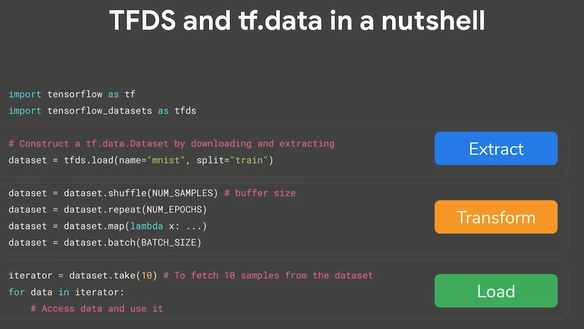 TFDS and tf.data in a nutshell
import tensorflow as tf
import tensorflow_datasets as tfds
# Construct a tf.data.Dataset by downloading and extracting
dataset = tfds.load(name="mnist", split="train")
Extract
dataset = dataset.shuffle(NUM_SAMPLES) # buffer size
dataset = dataset.repeat(NUM_EPOCHS)
dataset = dataset.map(lambda x: ...)
dataset = dataset.batch(BATCH_SIZE)
Transform
iterator = dataset.take(10) # To fetch 10 samples from the dataset
for data in iterator:
# Access data and use it
Load